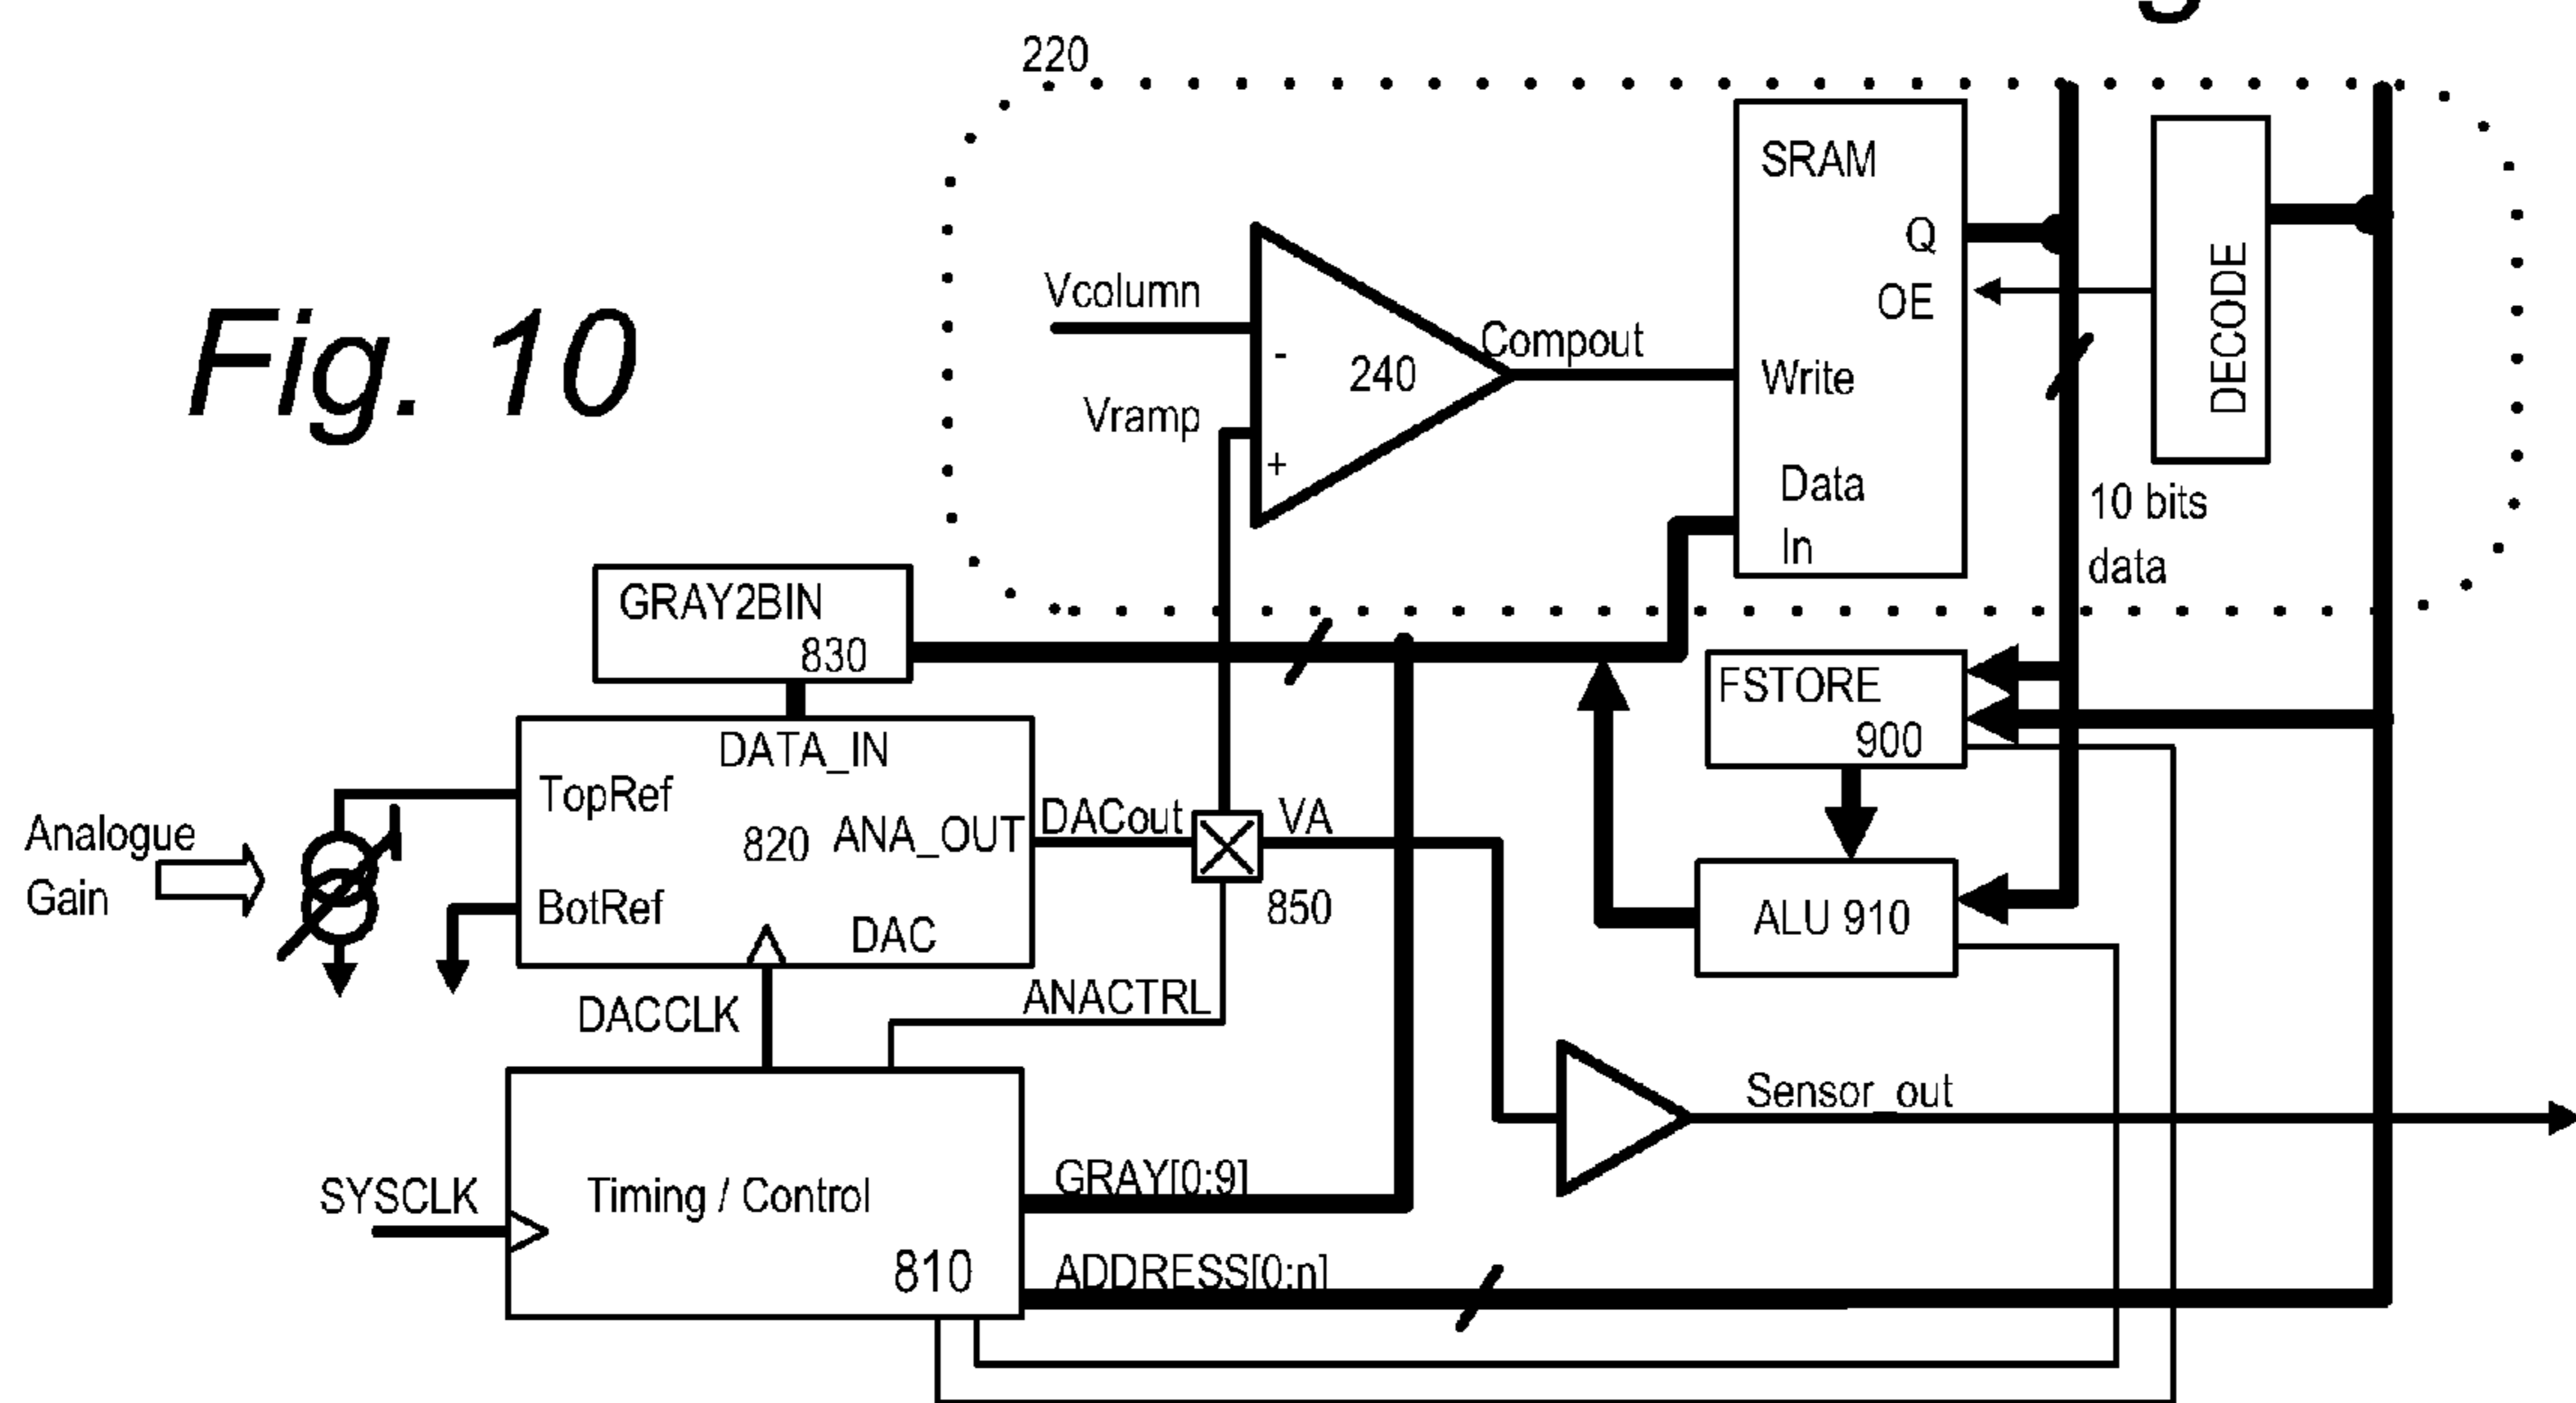 220
SRAM
Q
OE
Write
Data
In
DECODE
Vcolumn
-
240
Compout
Vramp
+
Fig. 10
10 bits
data
GRAY2BIN
830
FSTORE
900
DATA_IN
TopRef
820 ANA_OUT
BotRef
DAC
DACout
VA
850
Analogue
Gain
ALU 910
DACCLK
ANACTRL
Sensor_out
SYSCLK
Timing / Control
810
GRAY[0:9]
ADDRESS[0:n]